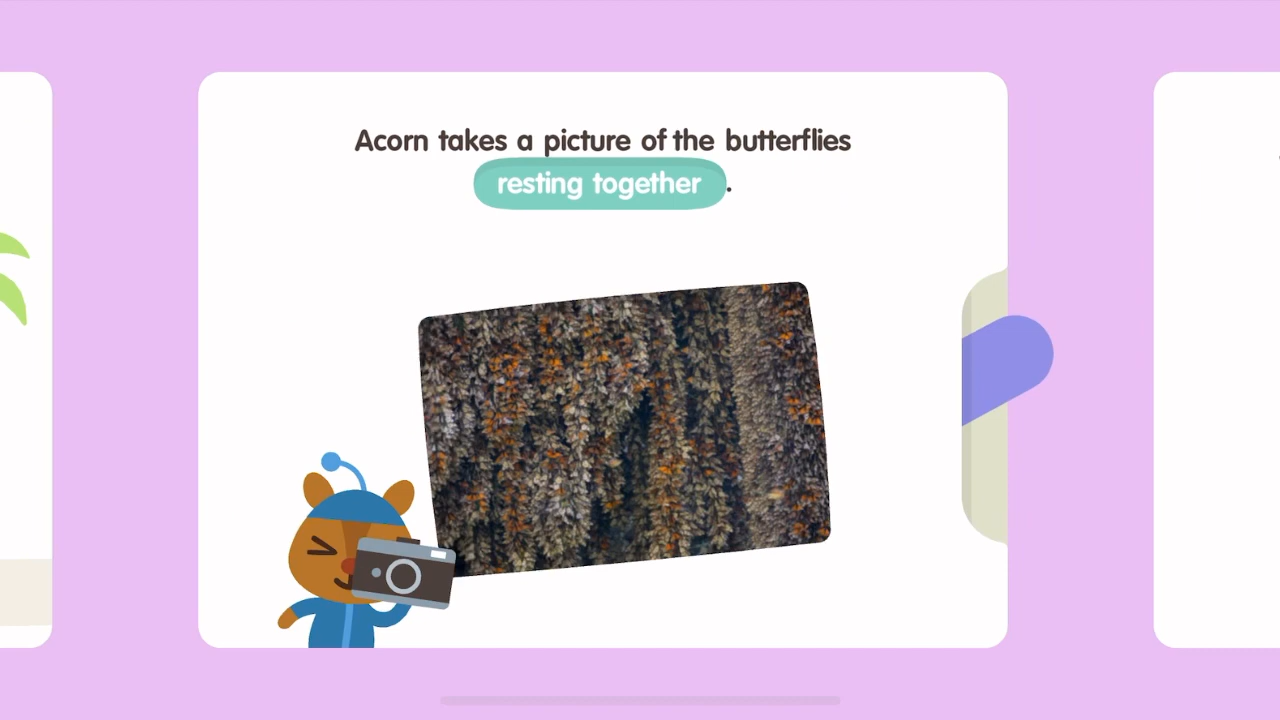 Acorn takes a picture of the butterflies
resting together.